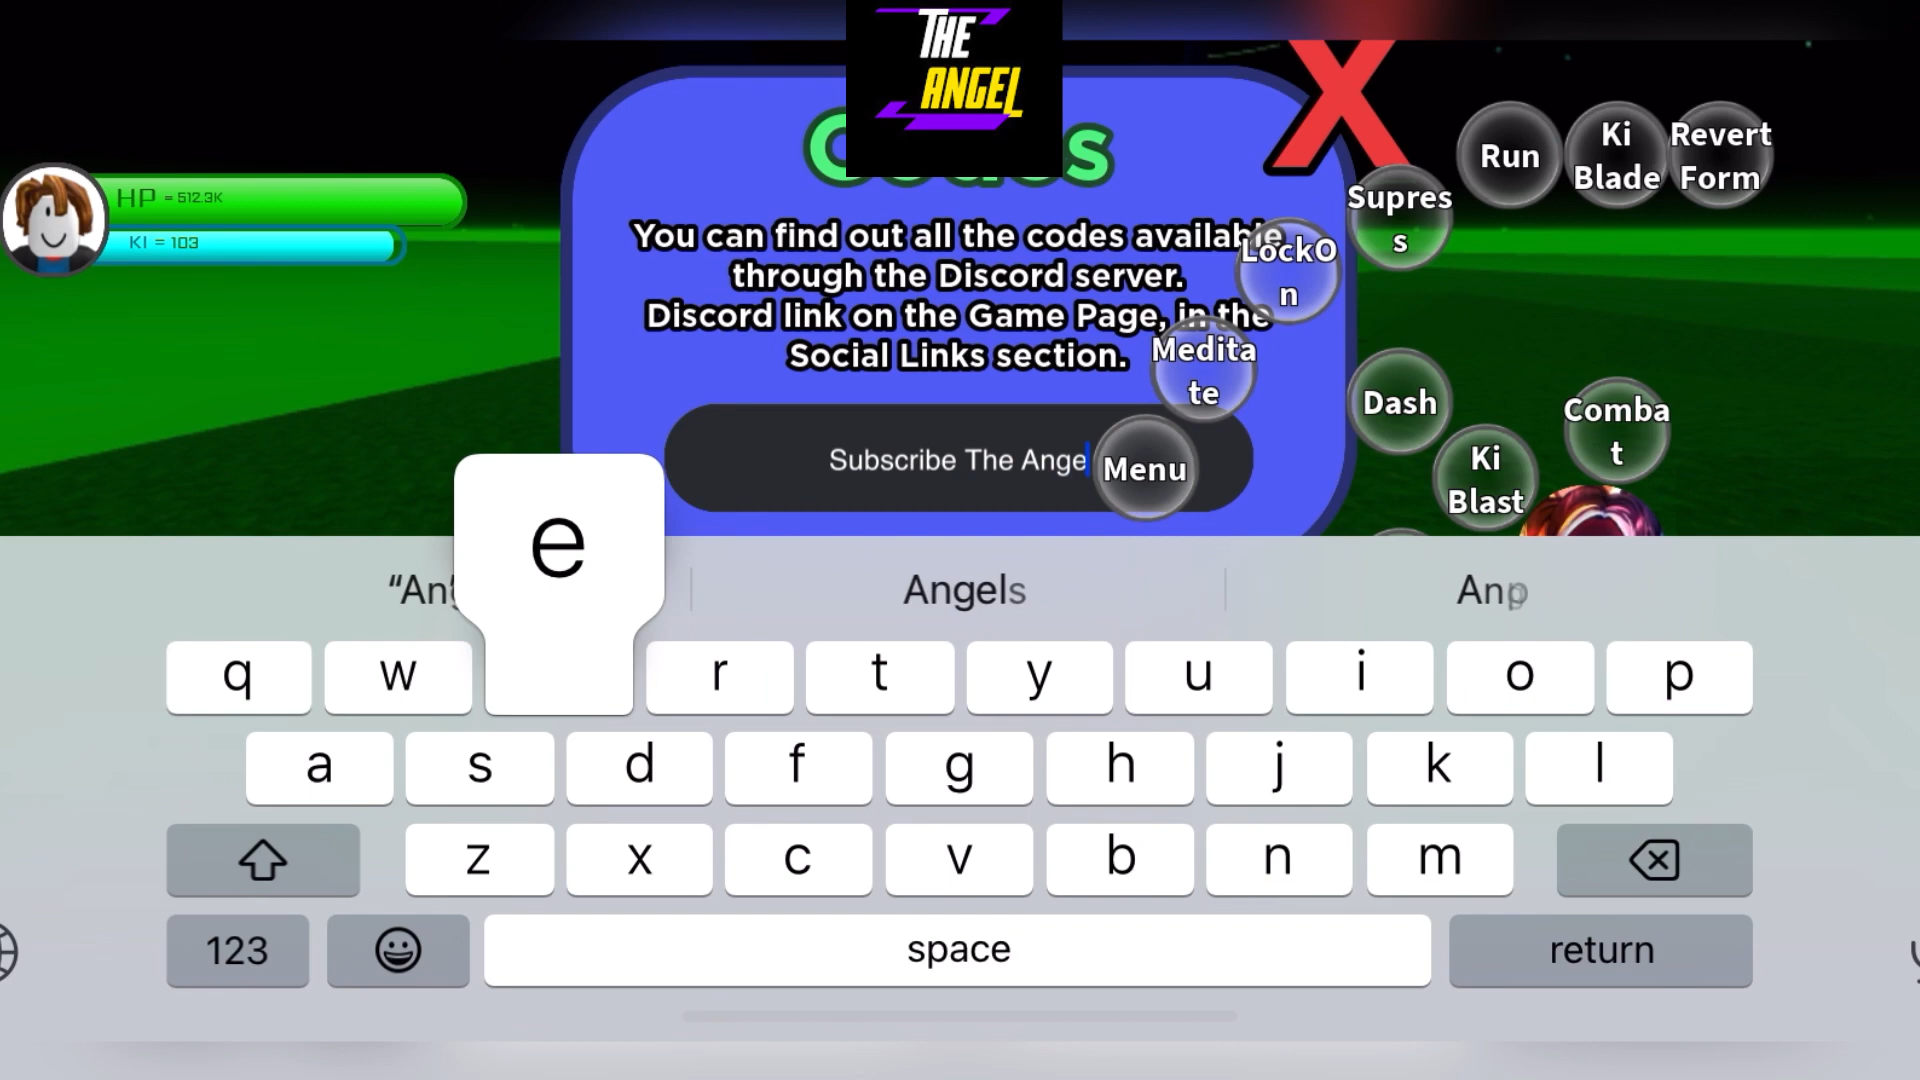 THE
ANGEL
Codes
You can find out all the codes available
through the Discord server.
Discord link on the Game Page, in the
Social Links section.
Subscribe The Ange
HP = 512.3K
KI = 103
Run
Ki
Blade
Revert
Form
Supres
s
LockO
n
Medita
te
Menu
Dash
Ki
Blast
Comba
t
e
“An
Angels
q w r t y u i o p
a s d f g h j k l
z x c v b n m
123 space return